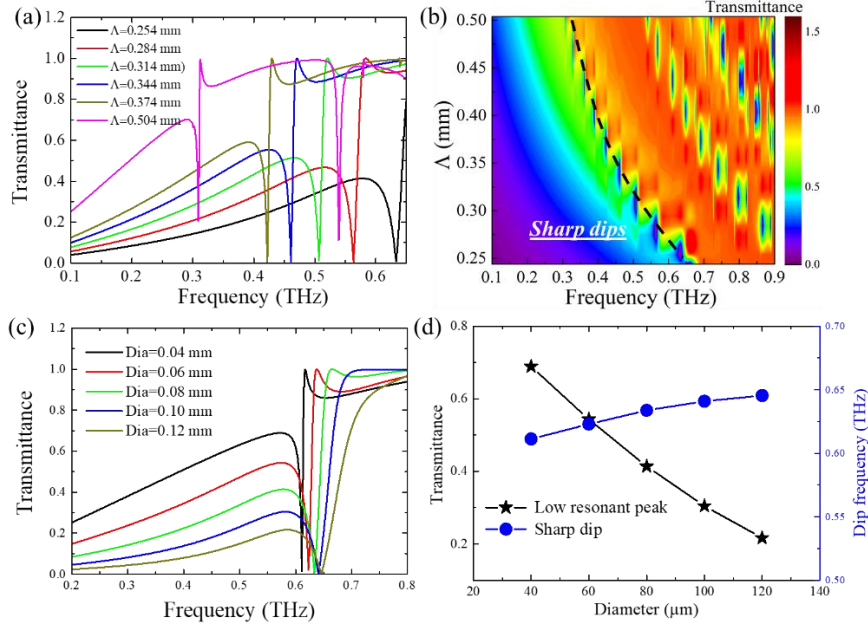 (a)
1.2
1.0
0.8
0.6
0.4
0.2
0.0
Λ=0.254 mm
Λ=0.284 mm
Λ=0.314 mm)
Λ=0.344 mm
Λ=0.374 mm
Λ=0.504 mm
Transmittance
0.1 0.2 0.3 0.4 0.5 0.6
Frequency (THz)
(b)
Transmittance
0.50
0.45
0.40
0.35
0.30
0.25
Λ (mm)
Sharp dips
0.1 0.2 0.3 0.4 0.5 0.6 0.7 0.8 0.9
Frequency (THz)
1.5
1.0
0.5
0.0
(c)
1.2
1.0
0.8
0.6
0.4
0.2
0.0
Dia=0.04 mm
Dia=0.06 mm
Dia=0.08 mm
Dia=0.10 mm
Dia=0.12 mm
Transmittance
0.2 0.3 0.4 0.5 0.6 0.7 0.8
Frequency (THz)
(d)
0.8
0.6
0.4
0.2
Transmittance
Low resonant peak
Sharp dip
0.70
0.65
0.60
0.55
0.50
Dip frequency (THz)
20 40 60 80 100 120 140
Diameter (μm)